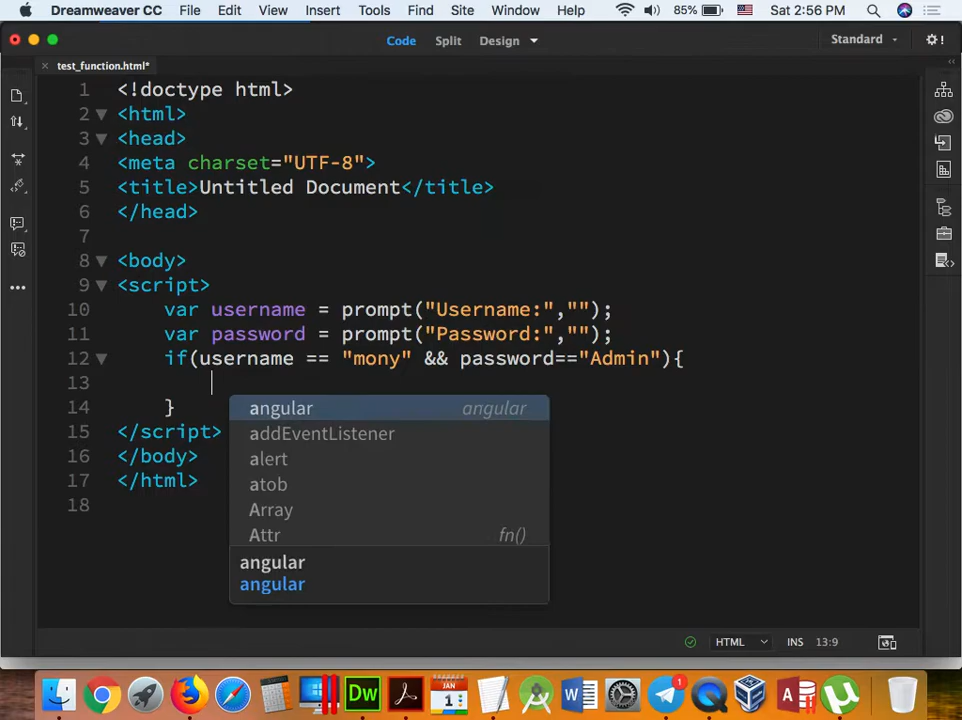 Dreamweaver CC File Edit View Insert Tools Find Site Window Help 85% Sat 2:56 PM
Code Split Design Standard
test_function.html*
1 <!doctype html>
2 <html>
3 <head>
4 <meta charset="UTF-8">
5 <title>Untitled Document</title>
6 </head>
7
8 <body>
9 <script>
10 var username = prompt("Username:","");
11 var password = prompt("Password:","");
12 if(username == "mony" && password=="Admin"){
13
14 }
15 </script>
16 </body>
17 </html>
18
angular angular
addEventListener
alert
atob
Array
Attr fn()
angular
angular
HTML INS 13:9
Dw JAN 1 W 1 A